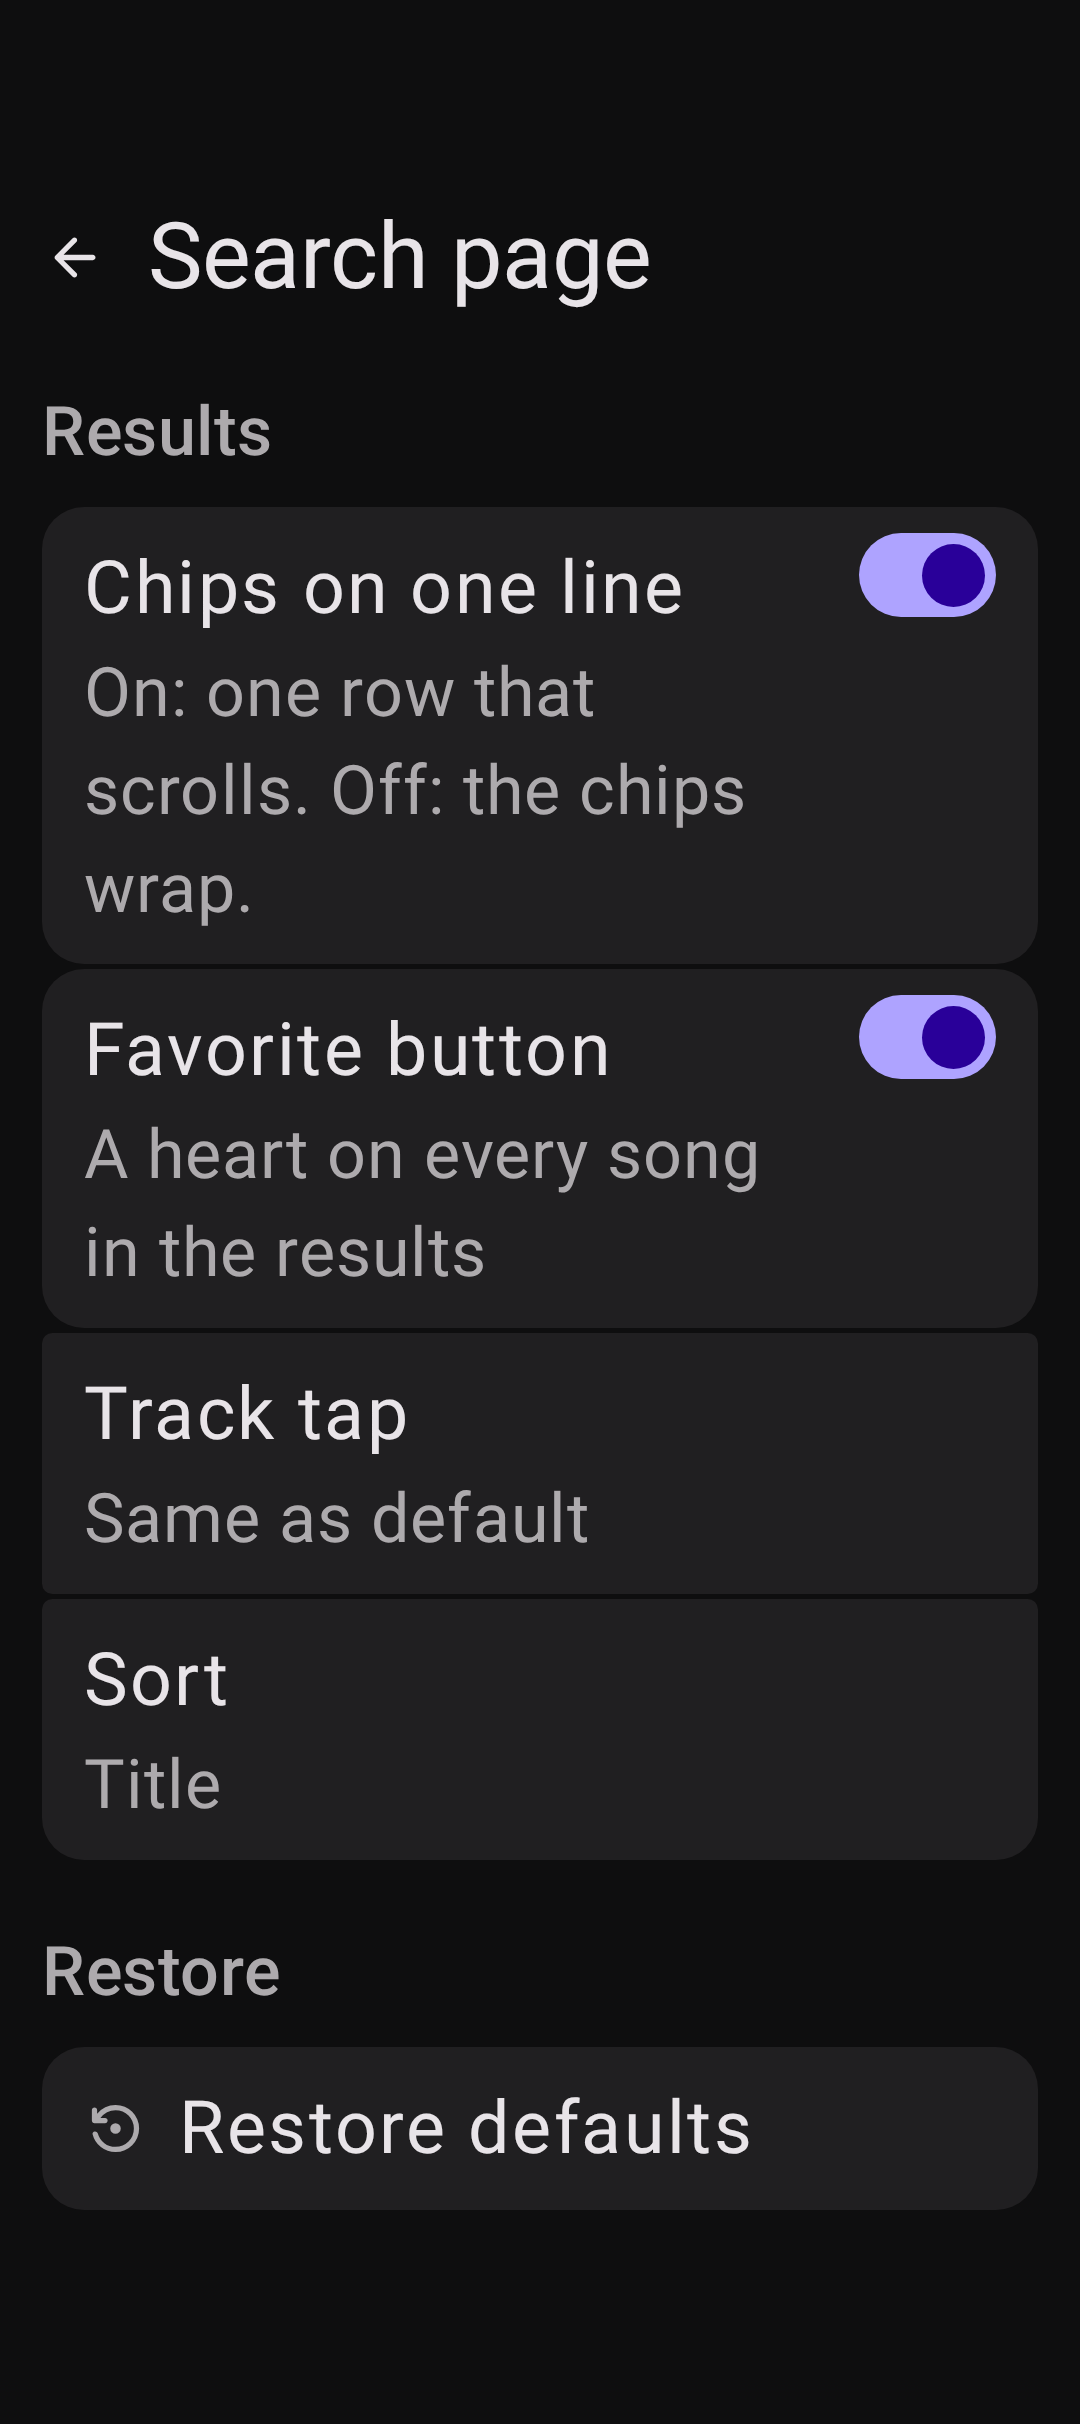 Search page
Results
Chips on one line
On: one row that
scrolls. Off: the chips
wrap.
Favorite button
A heart on every song
in the results
Track tap
Same as default
Sort
Title
Restore
Restore defaults